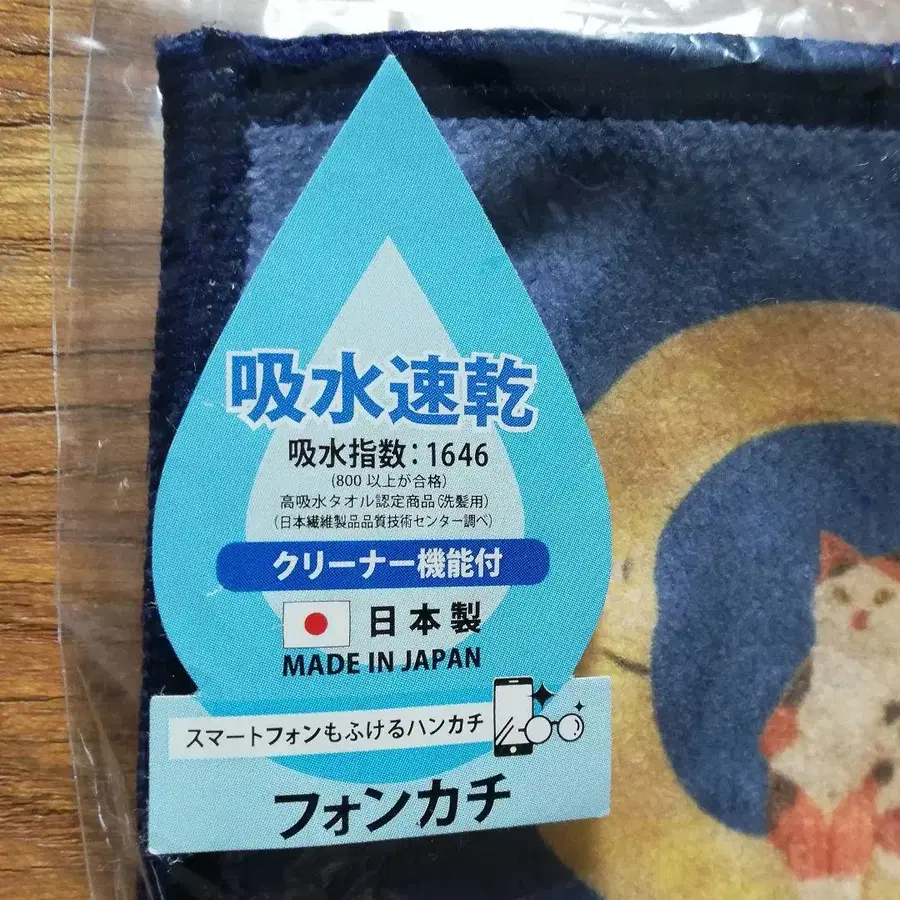 吸水速乾
吸水指数：1646
(800以上が合格)
高吸水タオル認定商品(洗髪用)
(日本繊維製品品質技術センター調べ)
クリーナー機能付
日本製
MADE IN JAPAN
スマートフォンもふけるハンカチ
フォンカチ